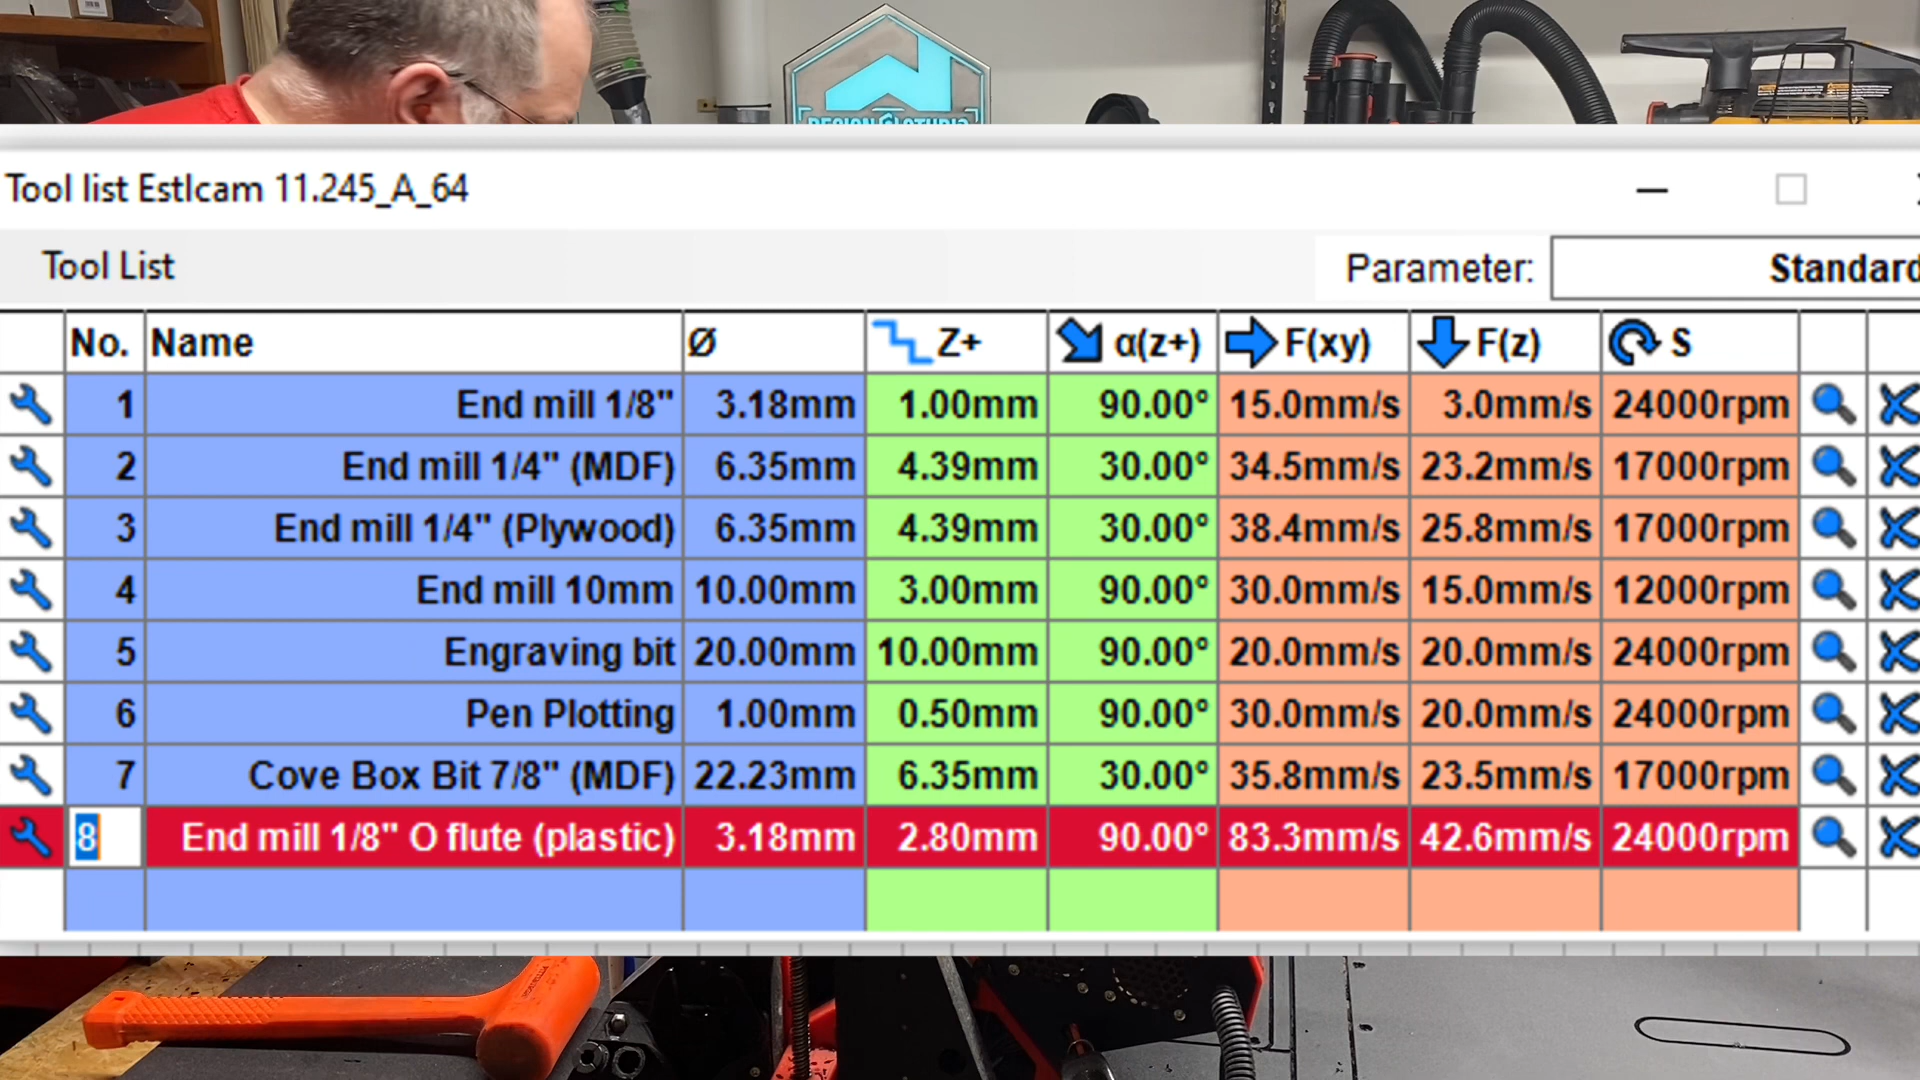 DESIGN STUDIO
Tool list Estlcam 11.245_A_64
Tool List
Parameter: Standard
No. Name Ø Z+ α(z+) F(xy) F(z) S
1 End mill 1/8" 3.18mm 1.00mm 90.00° 15.0mm/s 3.0mm/s 24000rpm
2 End mill 1/4" (MDF) 6.35mm 4.39mm 30.00° 34.5mm/s 23.2mm/s 17000rpm
3 End mill 1/4" (Plywood) 6.35mm 4.39mm 30.00° 38.4mm/s 25.8mm/s 17000rpm
4 End mill 10mm 10.00mm 3.00mm 90.00° 30.0mm/s 15.0mm/s 12000rpm
5 Engraving bit 20.00mm 10.00mm 90.00° 20.0mm/s 20.0mm/s 24000rpm
6 Pen Plotting 1.00mm 0.50mm 90.00° 30.0mm/s 20.0mm/s 24000rpm
7 Cove Box Bit 7/8" (MDF) 22.23mm 6.35mm 30.00° 35.8mm/s 23.5mm/s 17000rpm
8 End mill 1/8" O flute (plastic) 3.18mm 2.80mm 90.00° 83.3mm/s 42.6mm/s 24000rpm